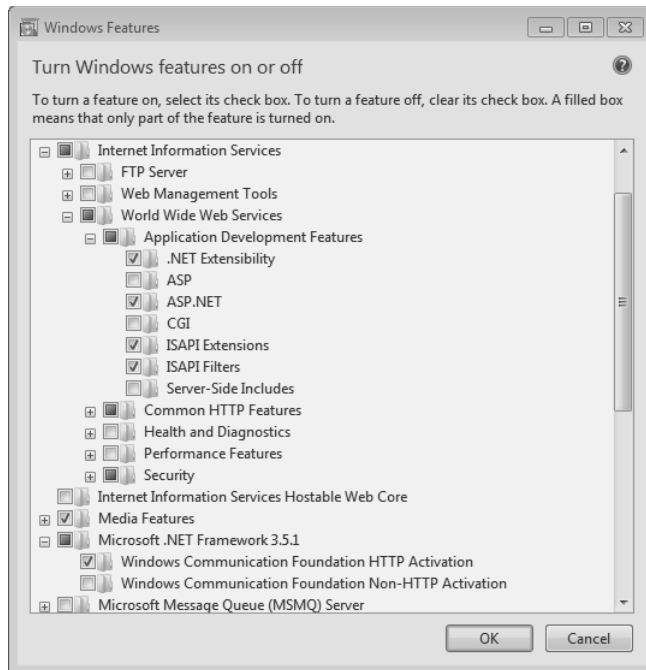 Windows Features
Turn Windows features on or off
To turn a feature on, select its check box. To turn a feature off, clear its check box. A filled box
means that only part of the feature is turned on.
Internet Information Services
FTP Server
Web Management Tools
World Wide Web Services
Application Development Features
.NET Extensibility
ASP
ASP.NET
CGI
ISAPI Extensions
ISAPI Filters
Server-Side Includes
Common HTTP Features
Health and Diagnostics
Performance Features
Security
Internet Information Services Hostable Web Core
Media Features
Microsoft .NET Framework 3.5.1
Windows Communication Foundation HTTP Activation
Windows Communication Foundation Non-HTTP Activation
Microsoft Message Queue (MSMQ) Server
OK Cancel